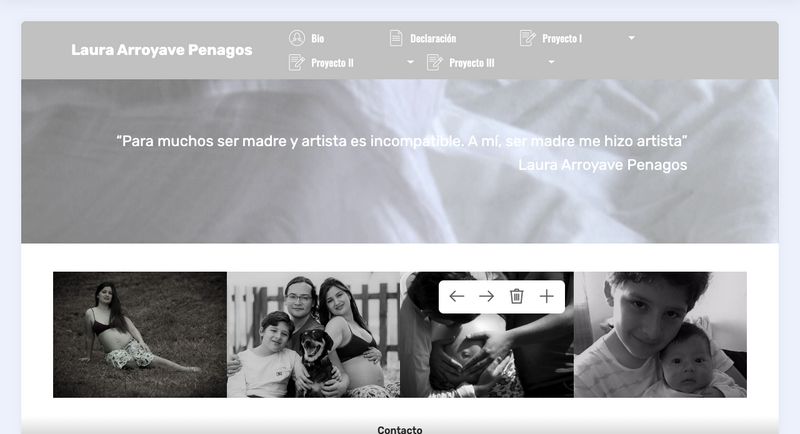 Laura Arroyave Penagos
Bio
Declaración
Proyecto I
Proyecto II
Proyecto III
“Para muchos ser madre y artista es incompatible. A mí, ser madre me hizo artista”
Laura Arroyave Penagos
Contacto